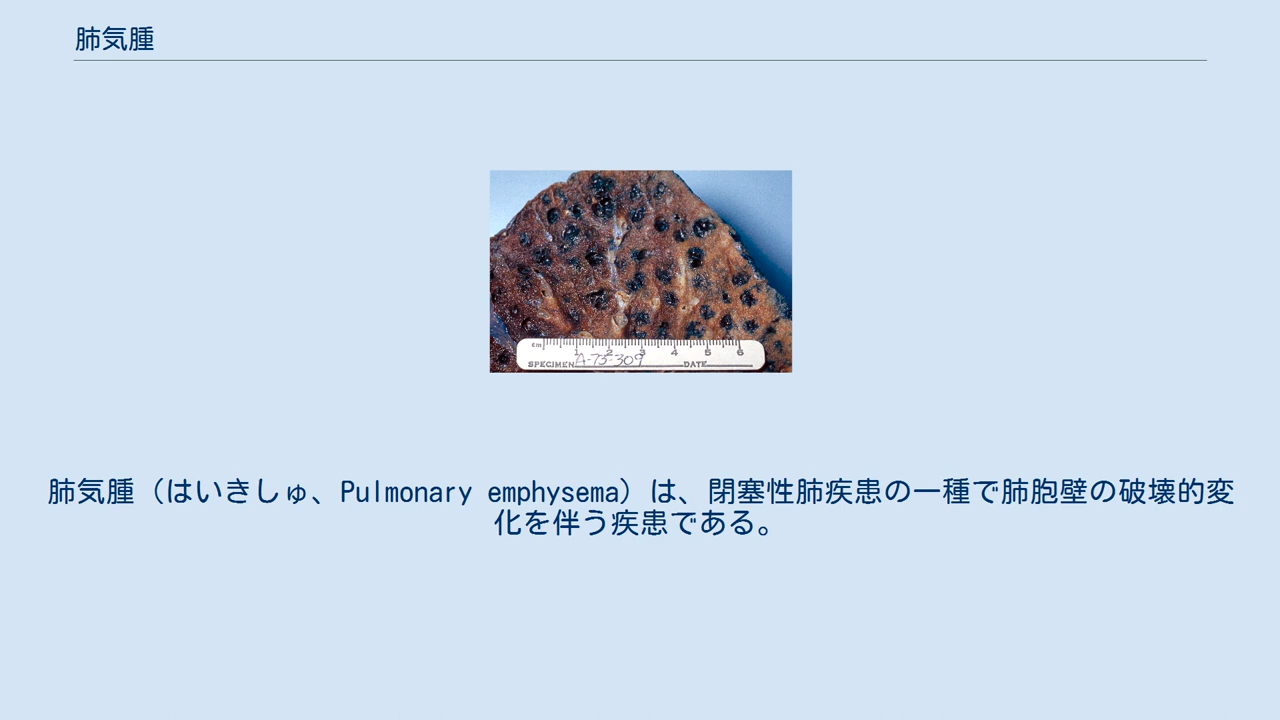 肺気腫
cm 1 2 3 4 5 6
SPECIMEN A-73-309 DATE
肺気腫（はいきしゅ、Pulmonary emphysema）は、閉塞性肺疾患の一種で肺胞壁の破壊的変
化を伴う疾患である。